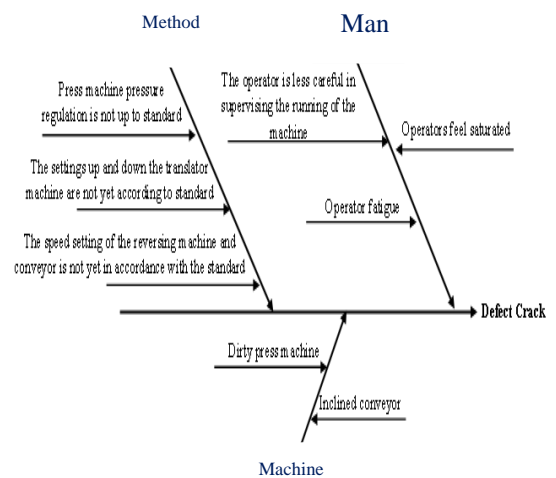 Method
Man
Press machine pressure
regulation is not up to standard
The settings up and down the translator
machine are not yet according to standard
The speed setting of the reversing machine and
conveyor is not yet in accordance with the standard
The operator is less careful in
supervising the running of the
machine
Operators feel saturated
Operator fatigue
Defect Crack
Dirty press machine
Inclined conveyor
Machine